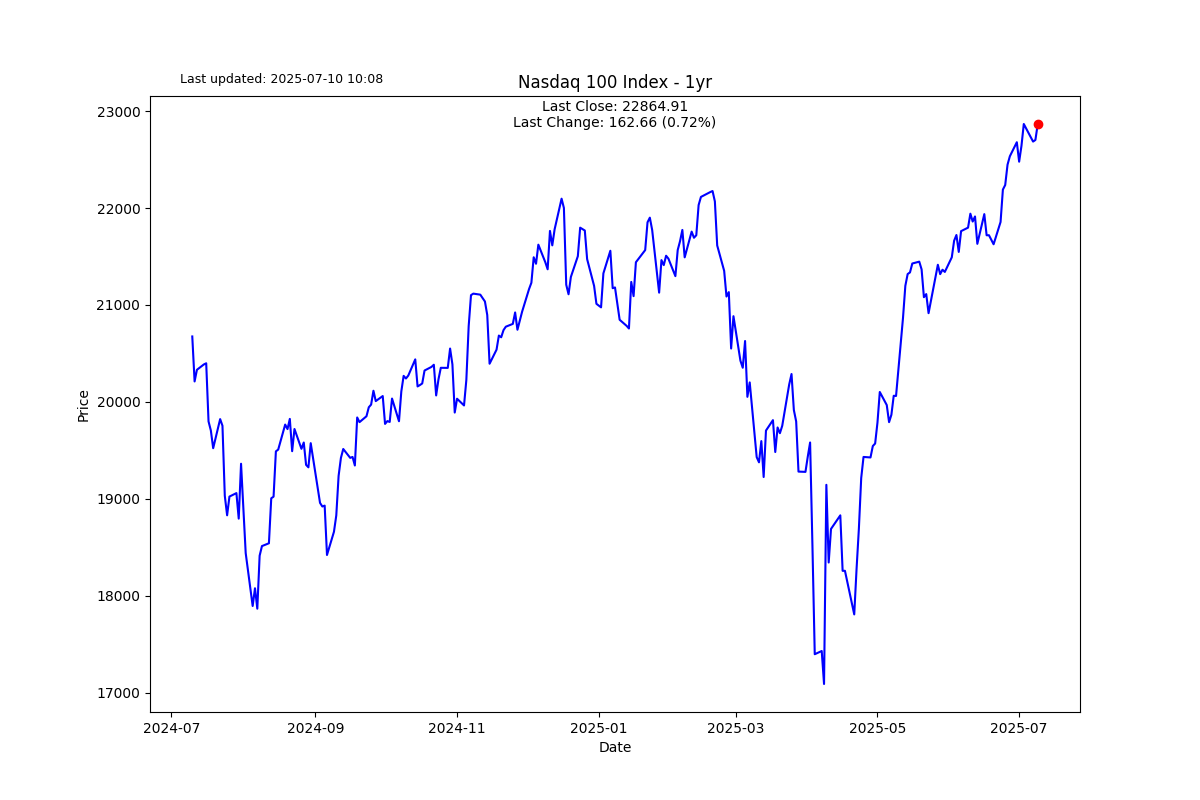 Last updated: 2025-07-10 10:08
Nasdaq 100 Index - 1yr
Last Close: 22864.91
Last Change: 162.66 (0.72%)
23000
22000
21000
20000
19000
18000
17000
Price
2024-07
2024-09
2024-11
2025-01
2025-03
2025-05
2025-07
Date